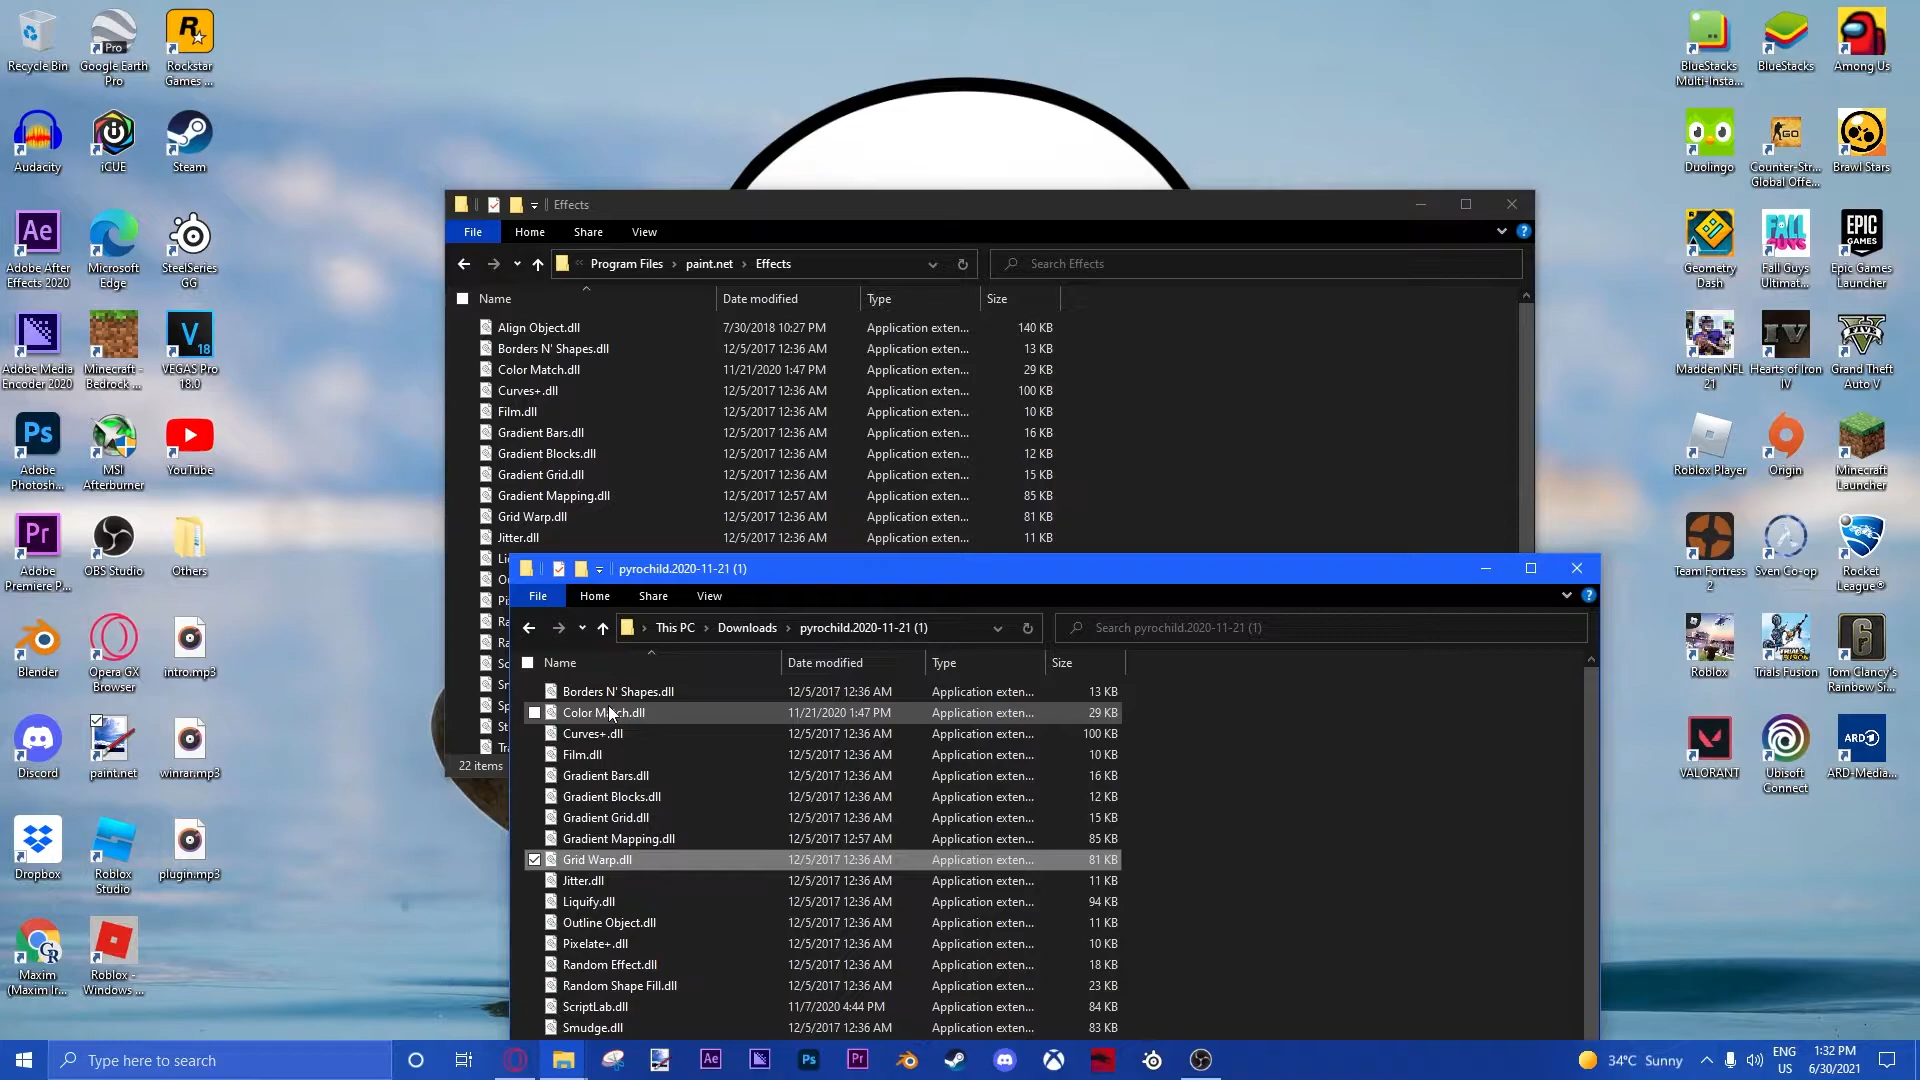 Recycle Bin
Google Earth
Pro
Rockstar
Games ...
Audacity
iCUE
Steam
Adobe After
Effects 2020
Microsoft
Edge
SteelSeries
GG
Adobe Media
Encoder 2020
Minecraft -
Bedrock ...
VEGAS Pro
18.0
Adobe
Photosh...
MSI
Afterburner
YouTube
Adobe
Premiere P...
OBS Studio
Others
Blender
Opera GX
Browser
intro.mp3
Discord
paint.net
winrar.mp3
Dropbox
Roblox
Studio
plugin.mp3
Maxim
(Maxim Ir...
Roblox -
Windows ...
Effects
File Home Share View
Program Files paint.net Effects
Search Effects
Name Date modified Type Size
Align Object.dll 7/30/2018 10:27 PM Application exten... 140 KB
Borders N' Shapes.dll 12/5/2017 12:36 AM Application exten... 13 KB
Color Match.dll 11/21/2020 1:47 PM Application exten... 29 KB
Curves+.dll 12/5/2017 12:36 AM Application exten... 100 KB
Film.dll 12/5/2017 12:36 AM Application exten... 10 KB
Gradient Bars.dll 12/5/2017 12:36 AM Application exten... 16 KB
Gradient Blocks.dll 12/5/2017 12:36 AM Application exten... 12 KB
Gradient Grid.dll 12/5/2017 12:36 AM Application exten... 15 KB
Gradient Mapping.dll 12/5/2017 12:57 AM Application exten... 85 KB
Grid Warp.dll 12/5/2017 12:36 AM Application exten... 81 KB
Jitter.dll 12/5/2017 12:36 AM Application exten... 11 KB
22 items
pyrochild.2020-11-21 (1)
File Home Share View
This PC Downloads pyrochild.2020-11-21 (1)
Search pyrochild.2020-11-21 (1)
Name Date modified Type Size
Borders N' Shapes.dll 12/5/2017 12:36 AM Application exten... 13 KB
Color Match.dll 11/21/2020 1:47 PM Application exten... 29 KB
Curves+.dll 12/5/2017 12:36 AM Application exten... 100 KB
Film.dll 12/5/2017 12:36 AM Application exten... 10 KB
Gradient Bars.dll 12/5/2017 12:36 AM Application exten... 16 KB
Gradient Blocks.dll 12/5/2017 12:36 AM Application exten... 12 KB
Gradient Grid.dll 12/5/2017 12:36 AM Application exten... 15 KB
Gradient Mapping.dll 12/5/2017 12:57 AM Application exten... 85 KB
Grid Warp.dll 12/5/2017 12:36 AM Application exten... 81 KB
Jitter.dll 12/5/2017 12:36 AM Application exten... 11 KB
Liquify.dll 12/5/2017 12:36 AM Application exten... 94 KB
Outline Object.dll 12/5/2017 12:36 AM Application exten... 11 KB
Pixelate+.dll 12/5/2017 12:36 AM Application exten... 10 KB
Random Effect.dll 12/5/2017 12:36 AM Application exten... 18 KB
Random Shape Fill.dll 12/5/2017 12:36 AM Application exten... 23 KB
ScriptLab.dll 11/7/2020 4:44 PM Application exten... 84 KB
Smudge.dll 12/5/2017 12:36 AM Application exten... 83 KB
BlueStacks
Multi-Insta...
BlueStacks
Among Us
Duolingo
Counter-Str...
Global Offe...
Brawl Stars
Geometry
Dash
Fall Guys
Ultimat...
Epic Games
Launcher
Madden NFL
21
Hearts of Iron
IV
Grand Theft
Auto V
Roblox Player
Origin
Minecraft
Launcher
Team Fortress
2
Sven Co-op
Rocket
League®
Roblox
Trials Fusion
Tom Clancy's
Rainbow Si...
VALORANT
Ubisoft
Connect
ARD-Media...
Type here to search
34°C Sunny
ENG
US
1:32 PM
6/30/2021